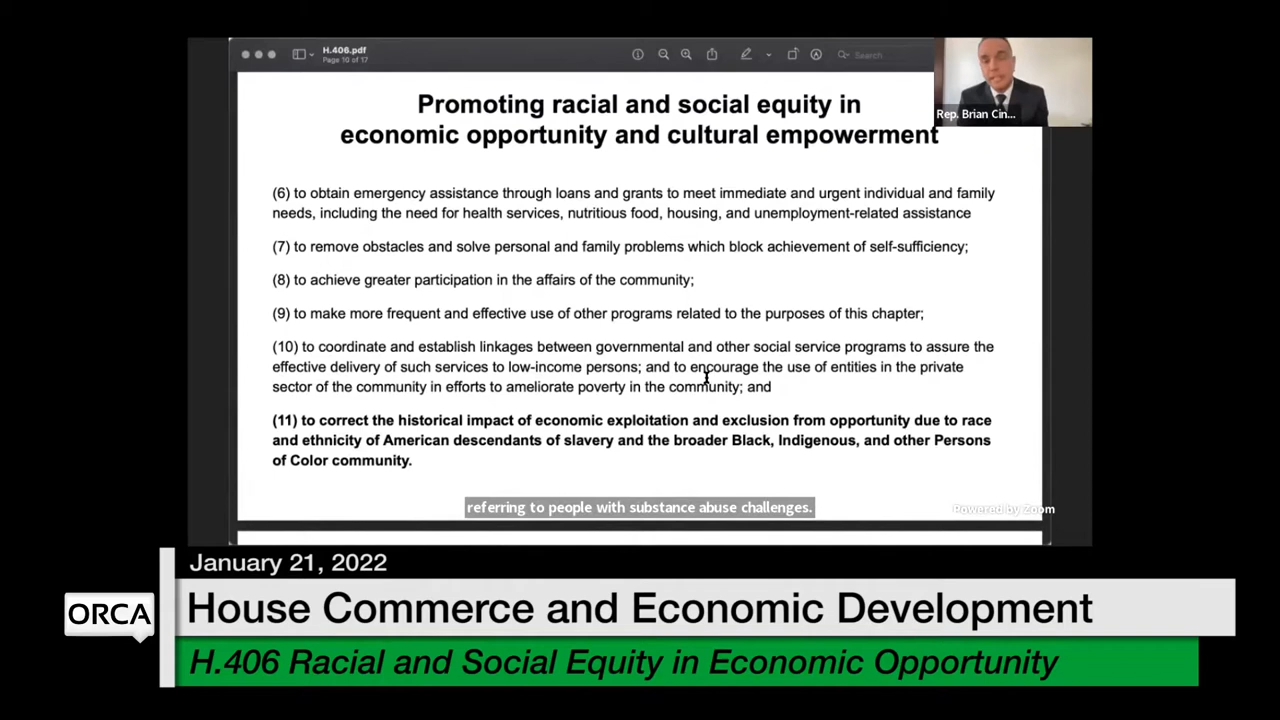 H.406.pdf
Page 10 of 17
Search
Rep. Brian Cin...
Promoting racial and social equity in
economic opportunity and cultural empowerment
(6) to obtain emergency assistance through loans and grants to meet immediate and urgent individual and family
needs, including the need for health services, nutritious food, housing, and unemployment-related assistance
(7) to remove obstacles and solve personal and family problems which block achievement of self-sufficiency;
(8) to achieve greater participation in the affairs of the community;
(9) to make more frequent and effective use of other programs related to the purposes of this chapter;
(10) to coordinate and establish linkages between governmental and other social service programs to assure the
effective delivery of such services to low-income persons; and to encourage the use of entities in the private
sector of the community in efforts to ameliorate poverty in the community; and
(11) to correct the historical impact of economic exploitation and exclusion from opportunity due to race
and ethnicity of American descendants of slavery and the broader Black, Indigenous, and other Persons
of Color community.
referring to people with substance abuse challenges.
Powered by Zoom
January 21, 2022
ORCA
House Commerce and Economic Development
H.406 Racial and Social Equity in Economic Opportunity